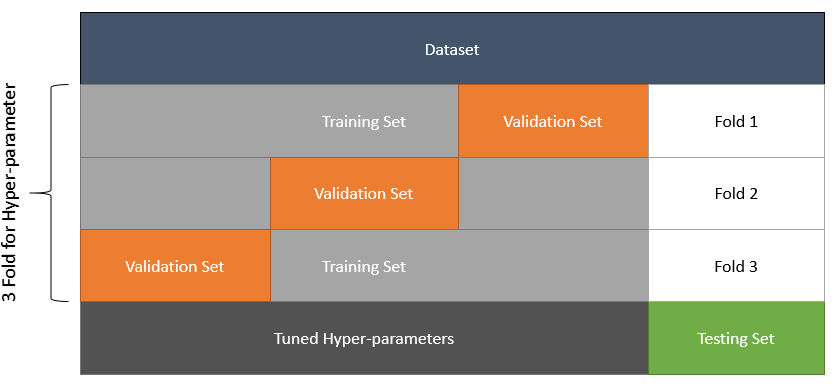 Dataset
3 Fold for Hyper-parameter
Training Set
Validation Set
Fold 1
Validation Set
Fold 2
Validation Set
Training Set
Fold 3
Tuned Hyper-parameters
Testing Set